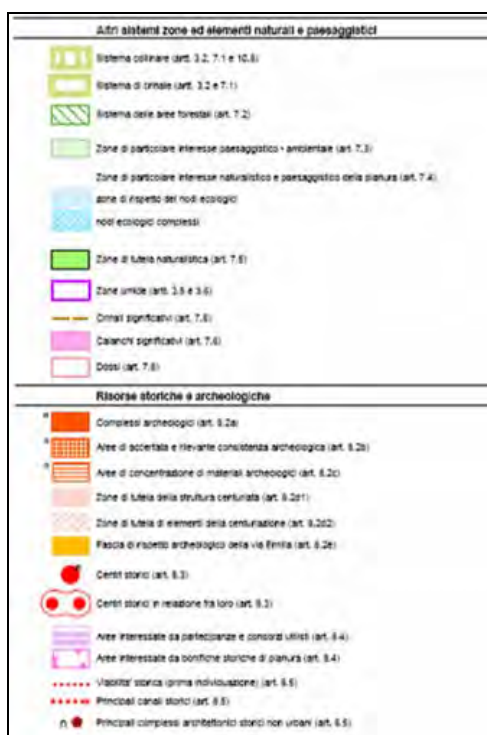 Altri sistemi zone ed elementi naturali e paesaggistici
Sistema collinare (artt. 3.2, 7.1 e 10.8)
Sistema di crinale (artt. 3.2 e 7.1)
Sistema delle aree forestali (art. 7.2)
Zone di particolare interesse paesaggistico - ambientale (art. 7.3)
Zone di particolare interesse naturalistico e paesaggistico della pianura (art. 7.4)
zone di rispetto dei nodi ecologici
nodi ecologici complessi
Zone di tutela naturalistica (art. 7.5)
Zone umide (artt. 3.5 e 3.6)
Crinali significativi (art. 7.6)
Calanchi significativi (art. 7.6)
Dossi (art. 7.6)
Risorse storiche e archeologiche
Complessi archeologici (art. 8.2a)
Aree di accertata e rilevante consistenza archeologica (art. 8.2b)
Aree di concentrazione di materiali archeologici (art. 8.2c)
Zone di tutela della struttura centuriata (art. 8.2d1)
Zone di tutela di elementi della centuriazione (art. 8.2d2)
Fascia di rispetto archeologico della via Emilia (art. 8.2e)
Centri storici (art. 8.3)
Centri storici in relazione fra loro (art. 8.3)
Aree interessate da partecipanze e consorzi utilisti (art. 8.4)
Aree interessate da bonifiche storiche di pianura (art. 8.4)
Viabilita' storica (prima individuazione) (art. 8.5)
Principali canali storici (art. 8.5)
n Principali complessi architettonici storici non urbani (art. 8.5)